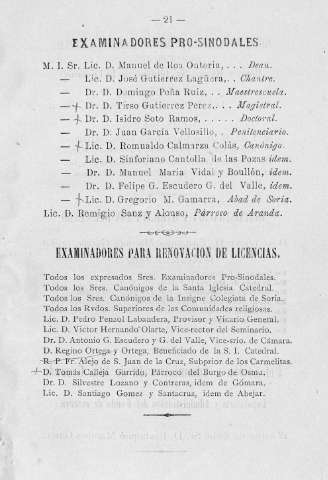 — 21 —
EXAMINADORES PRO-SINODALES
M. I. Sr. Lic. D. Manuel de Ros Ontoria, . . . Dean.
— Lic. D. José Gutierrez Lagüera, . . Chantre.
— Dr. D. Domingo Peña Ruiz, . . Maestrescuela.
— Dr. D. Tirso Gutierrez Perez. . . . Magistral.
— Dr. D. Isidro Soto Ramos, . . . . . Doctoral.
— Dr. D. Juan García Vellosillo, . Penitenciario.
— Lic. D. Romualdo Calmarza Colás, Canónigo.
— Lic. D. Sinforiano Cantolla de las Pozas idem.
— Dr. D. Manuel Maria Vidal y Boullón, idem.
— Dr. D. Felipe G. Escudero G. del Valle, idem.
— Lic. D. Gregorio M. Gamarra, Abad de Soria.
Lic. D. Remigio Sanz y Alonso, Párroco de Aranda.
EXAMINADORES PARA RENOVACION DE LICENCIAS.
Todos los expresados Sres. Examinadores Pro-Sinodales.
Todos los Sres. Canónigos de la Santa Iglesia Catedral.
Todos los Sres. Canónigos de la Insigne Colegiata de Soria.
Todos los Rvdos. Superiores de las Comunidades religiosas.
Lic. D. Pedro Penzol Labandera, Provisor y Vicario General.
Lic. D. Victor Hernando Olarte, Vice-rector del Seminario.
Dr. D. Antonio G. Escudero y G. del Valle, Vice-srio. de Cámara.
D. Regino Ortega y Ortega, Beneficiado de la S. I. Catedral.
R. P. Fr. Alejo de S. Juan de la Cruz, Subprior de los Carmelitas.
D. Tomás Calleja Garrido, Párroco del Burgo de Osma.
Dr. D. Silvestre Lozano y Contreras, idem de Gómara.
Lic. D. Santiago Gomez y Santacruz, idem de Abejar.